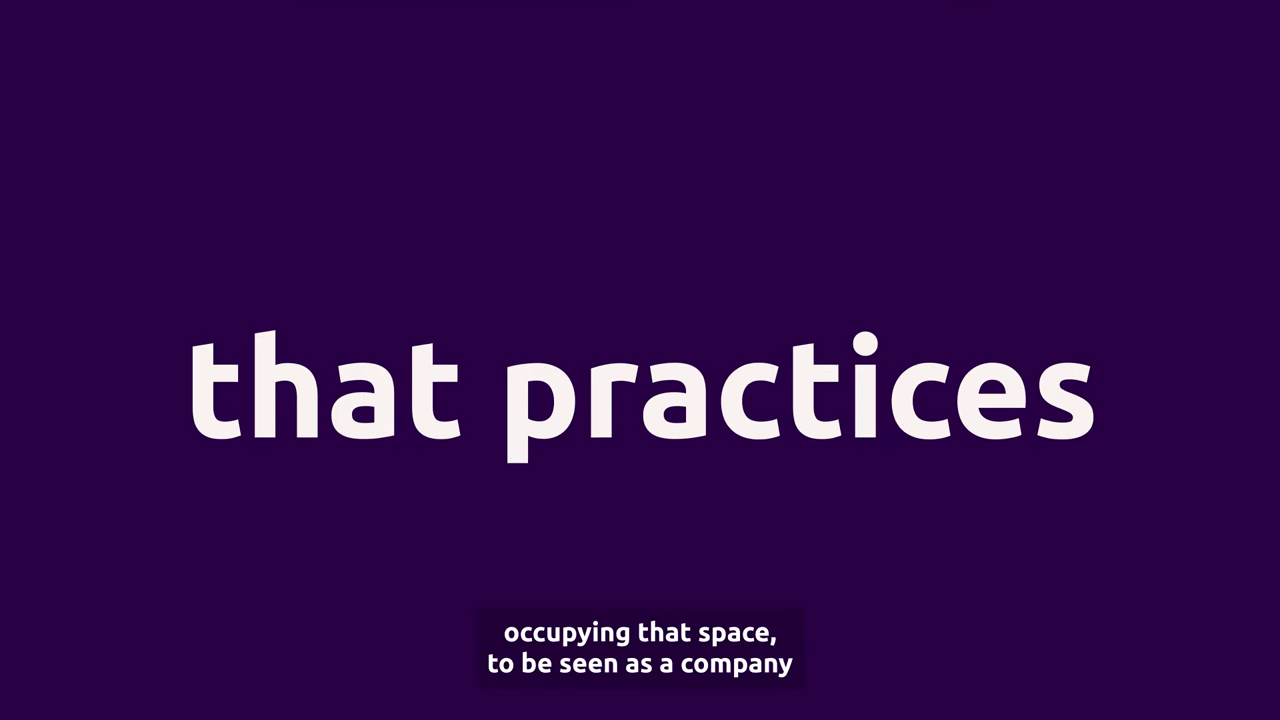 that practices
occupying that space,
to be seen as a company